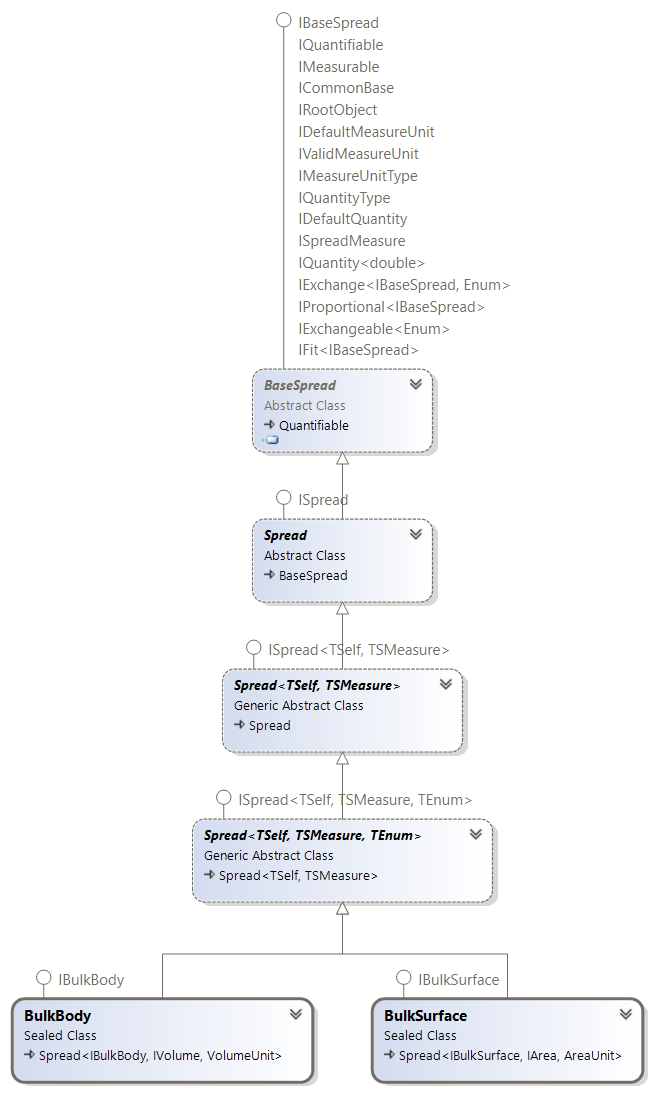 IBaseSpread
IQuantifiable
IMeasurable
ICommonBase
IRootObject
IDefaultMeasureUnit
IValidMeasureUnit
IMeasureUnitType
IQuantityType
IDefaultQuantity
ISpreadMeasure
IQuantity<double>
IExchange<IBaseSpread, Enum>
IProportional<IBaseSpread>
IExchangeable<Enum>
IFit<IBaseSpread>
BaseSpread
Abstract Class
Quantifiable
ISpread
Spread
Abstract Class
BaseSpread
ISpread<TSelf, TSMeasure>
Spread<TSelf, TSMeasure>
Generic Abstract Class
Spread
ISpread<TSelf, TSMeasure, TEnum>
Spread<TSelf, TSMeasure, TEnum>
Generic Abstract Class
Spread<TSelf, TSMeasure>
IBulkBody
BulkBody
Sealed Class
Spread<IBulkBody, IVolume, VolumeUnit>
IBulkSurface
BulkSurface
Sealed Class
Spread<IBulkSurface, IArea, AreaUnit>